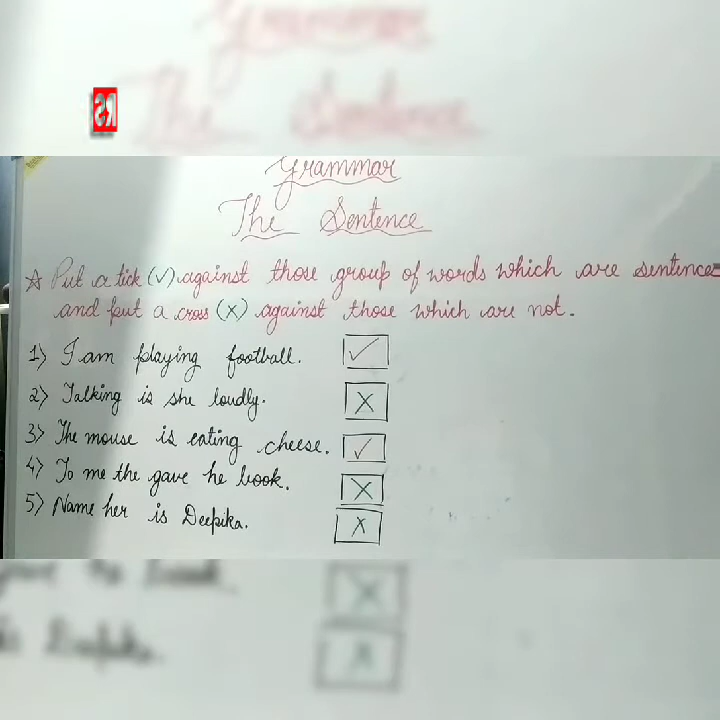 Grammar
The Sentence
☆ Put a tick (✓) against those group of words which are sentence
and put a cross (X) against those which are not.
1) I am playing football. ✓
2) Talking is she loudly. X
3) The mouse is eating cheese. ✓
4) To me the gave he book. X
5) Name her is Deepika. X